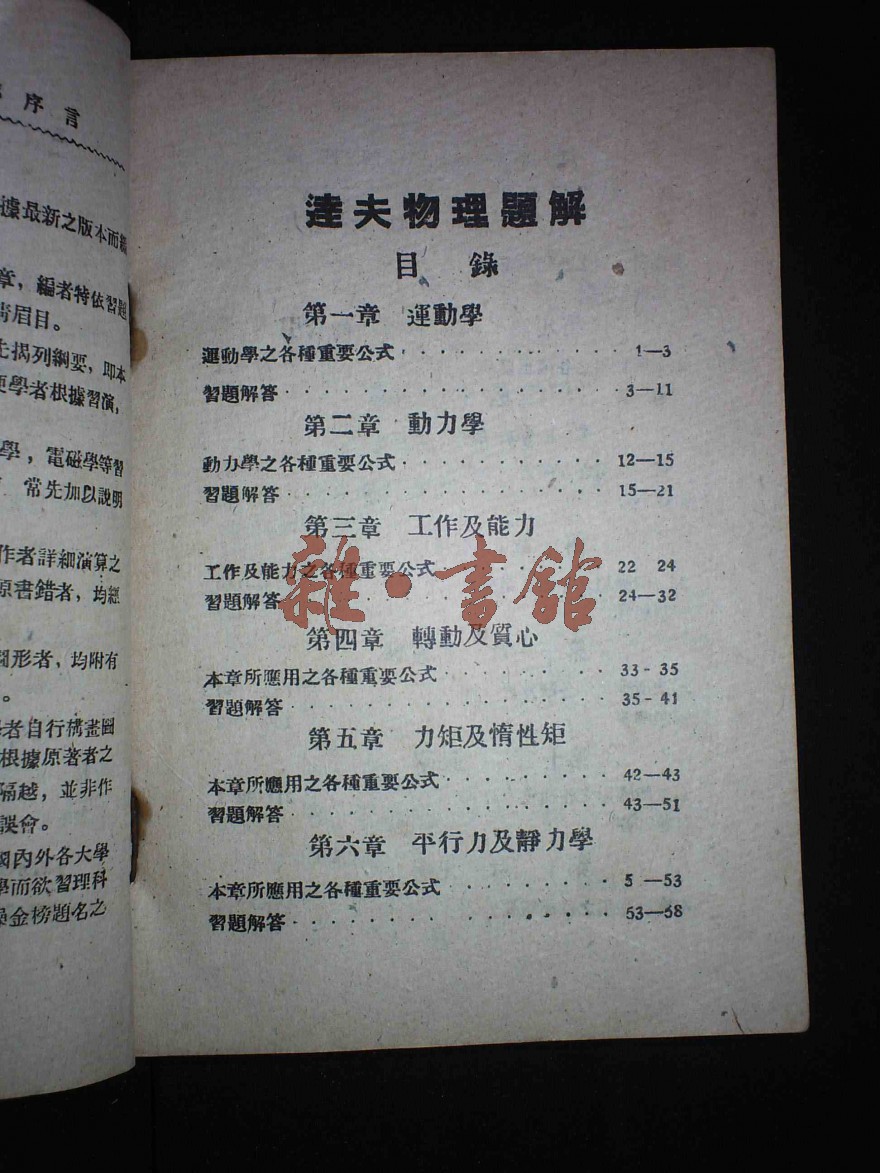 序言
據最新之版本而編
章,編者特依習題
清眉目。
先揭列綱要,即本
便學者根據習演,
學,電磁學等習
常先加以說明
作者詳細演算之
原書錯者,均經
圖形者,均附有
。
學者自行構畫圖
根據原著者之
隔越,並非作
誤會。
國內外各大學
學而欲習理科
操金榜題名之
達夫物理題解
目 錄
第一章 運動學
運動學之各種重要公式 · · · · · · · · · · · 1—3
習題解答 · · · · · · · · · · · · · · · · 3—11
第二章 動力學
動力學之各種重要公式 · · · · · · · · · · · 12—15
習題解答 · · · · · · · · · · · · · · · · 15—21
第三章 工作及能力
工作及能力之各種重要公式 · · · · · · · · · 22 24
習題解答 · · · · · · · · · · · · · · · · 24—32
雜·書館
第四章 轉動及質心
本章所應用之各種重要公式 · · · · · · · · · 33-35
習題解答 · · · · · · · · · · · · · · · · 35-41
第五章 力矩及惰性矩
本章所應用之各種重要公式 · · · · · · · · · 42—43
習題解答 · · · · · · · · · · · · · · · · 43—51
第六章 平行力及靜力學
本章所應用之各種重要公式 · · · · · · · · · 5 —53
習題解答 · · · · · · · · · · · · · · · · 53—58